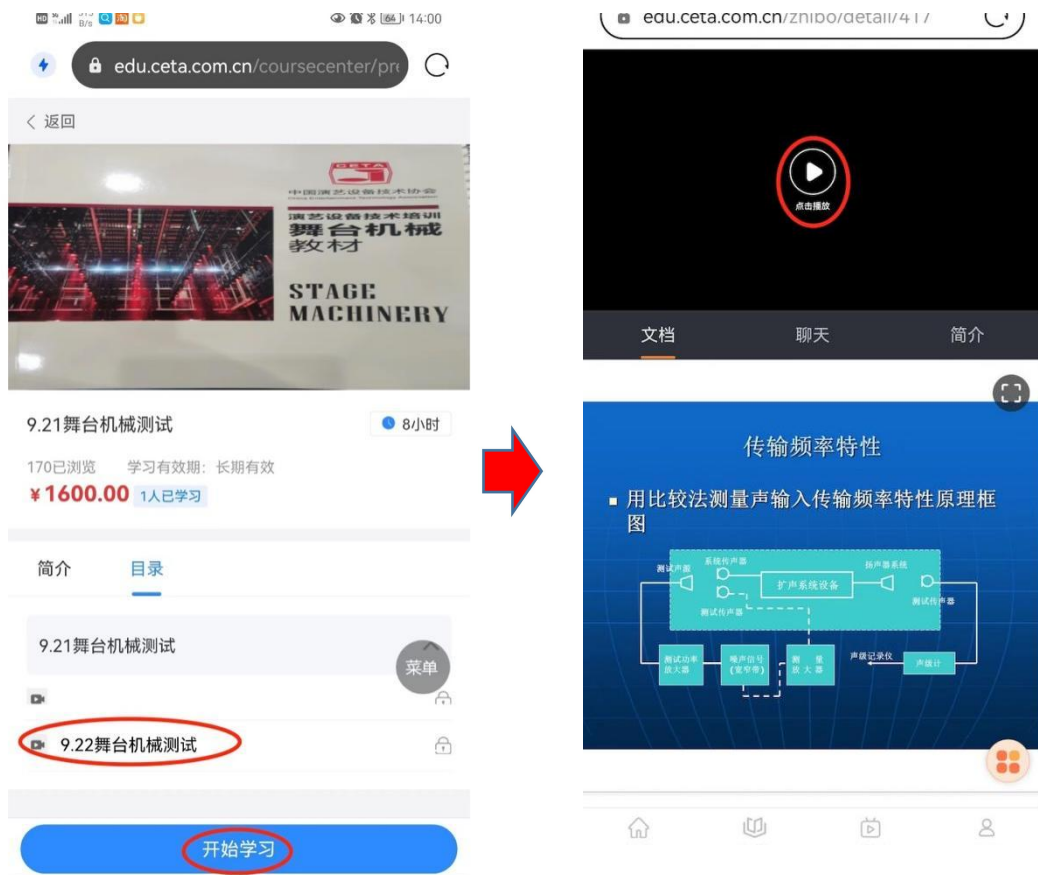 14:00
edu.ceta.com.cn/coursecenter/pre
返回
CETA
中国演艺设备技术协会
China Entertainment Technology Association
演艺设备技术培训
舞台机械
教材
STAGE
MACHINERY
9.21舞台机械测试
8小时
170已浏览 学习有效期：长期有效
¥1600.00 1人已学习
简介 目录
9.21舞台机械测试
菜单
9.22舞台机械测试
开始学习
edu.ceta.com.cn/zhibo/detail/417
点击播放
文档 聊天 简介
传输频率特性
用比较法测量声输入传输频率特性原理框
图
测试声源 系统传声器 扬声器系统
扩声系统设备
测试传声器 测试传声器
测试功率
放大器
噪声信号
(宽窄带)
测 量
放大器
声级记录仪
声级计